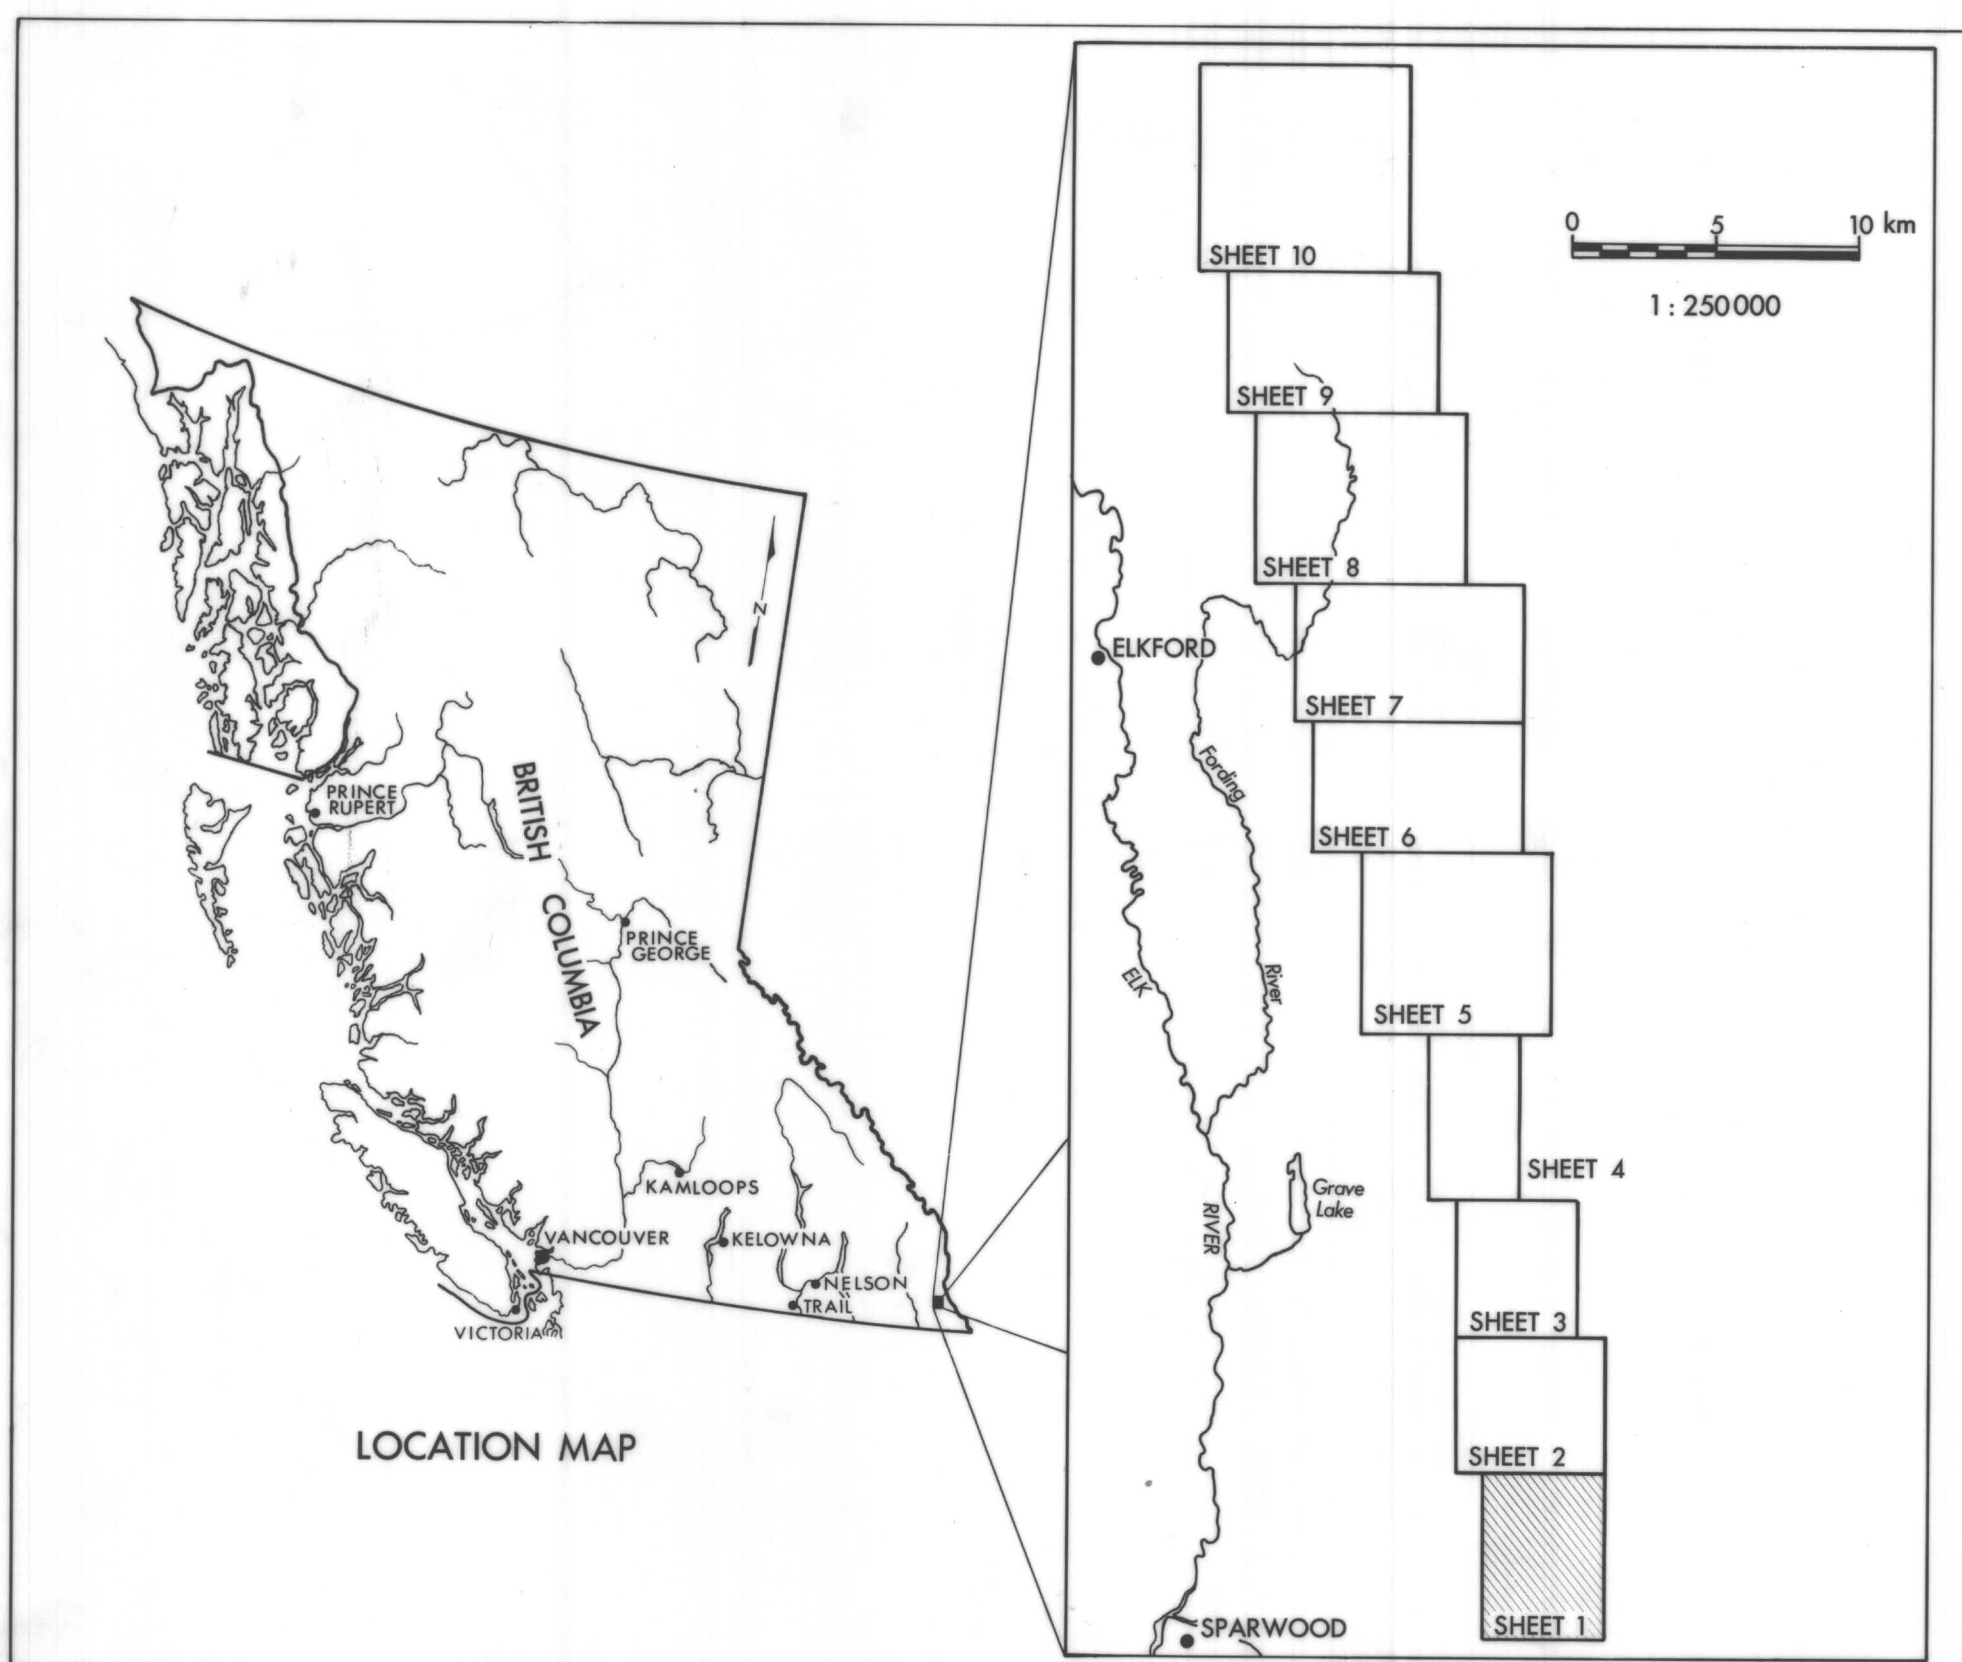 N
BRITISH
COLUMBIA
PRINCE
RUPERT
PRINCE
GEORGE
KAMLOOPS
VANCOUVER
KELOWNA
NELSON
TRAIL
VICTORIA
LOCATION MAP
0 5 10 km
1 : 250 000
SHEET 10
SHEET 9
SHEET 8
ELKFORD
SHEET 7
Fording
SHEET 6
ELK
River
SHEET 5
SHEET 4
Grave
Lake
RIVER
SHEET 3
SHEET 2
SHEET 1
SPARWOOD